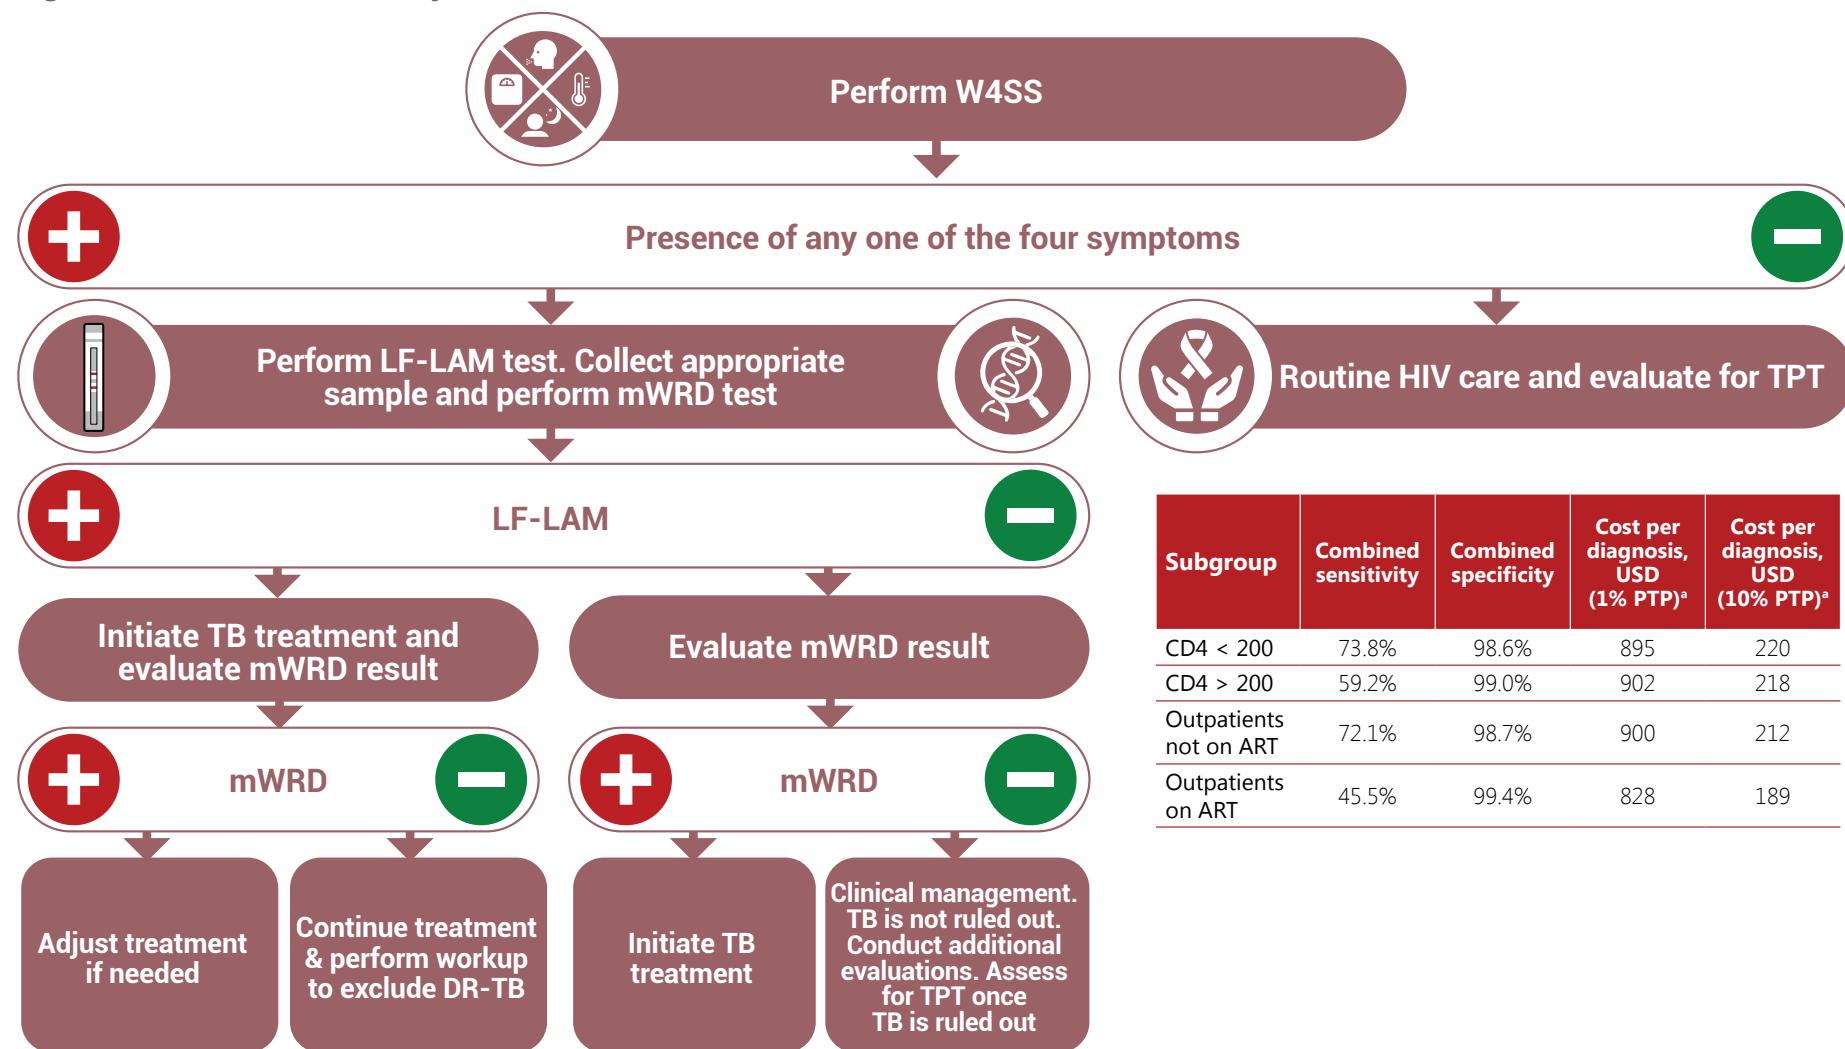 Perform W4SS
Presence of any one of the four symptoms
Perform LF-LAM test. Collect appropriate
sample and perform mWRD test
Routine HIV care and evaluate for TPT
LF-LAM
Initiate TB treatment and
evaluate mWRD result
Evaluate mWRD result
mWRD
mWRD
Adjust treatment
if needed
Continue treatment
& perform workup
to exclude DR-TB
Initiate TB
treatment
Clinical management.
TB is not ruled out.
Conduct additional
evaluations. Assess
for TPT once
TB is ruled out
Subgroup
Combined
sensitivity
Combined
specificity
Cost per
diagnosis,
USD
(1% PTP)ᵃ
Cost per
diagnosis,
USD
(10% PTP)ᵃ
CD4 < 200 73.8% 98.6% 895 220
CD4 > 200 59.2% 99.0% 902 218
Outpatients
not on ART 72.1% 98.7% 900 212
Outpatients
on ART 45.5% 99.4% 828 189